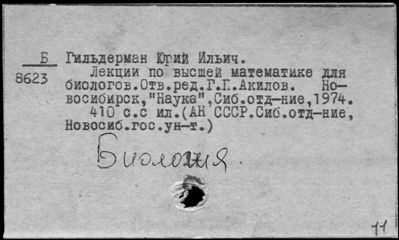 Б Гильдерман Юрий Ильич.
8623 Лекции по высшей математике для
биологов.Отв.ред.Г.Г.Акилов. Но-
восибирск,"Наука",Сиб.отд-ние,1974.
410 с.с ил.(АН СССР.Сиб.отд-ние,
Новосиб.гос.ун-т.)
Биология.
11